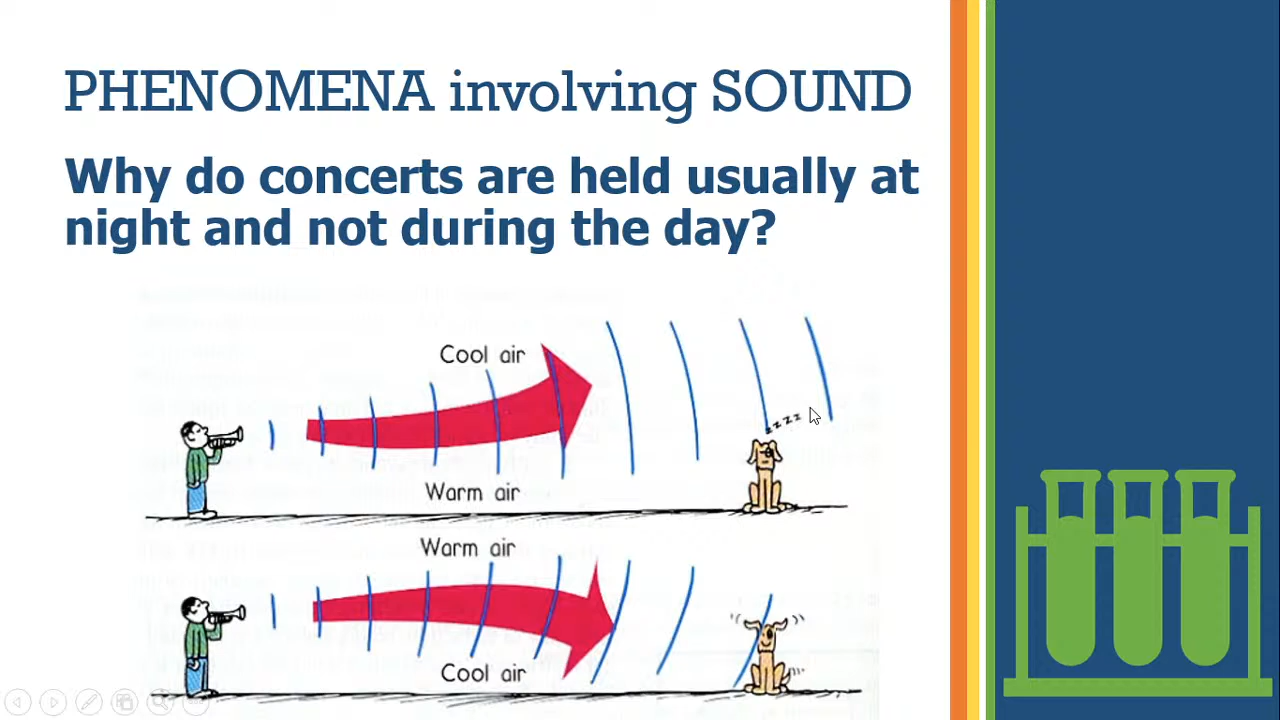 PHENOMENA involving SOUND
Why do concerts are held usually at
night and not during the day?
Cool air
zzzz
Warm air
Warm air
Cool air